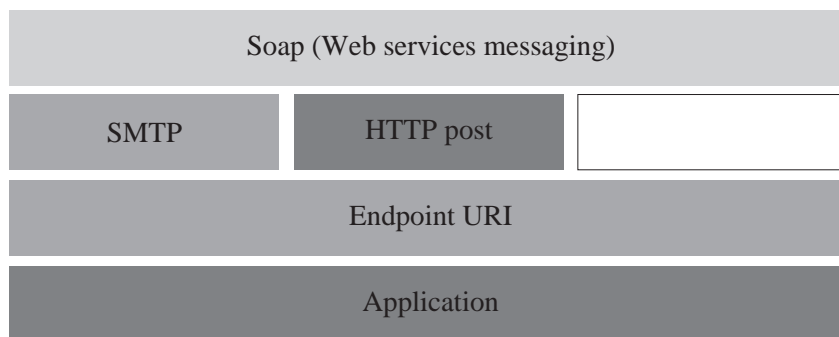 Soap (Web services messaging)
SMTP
HTTP post
Endpoint URI
Application